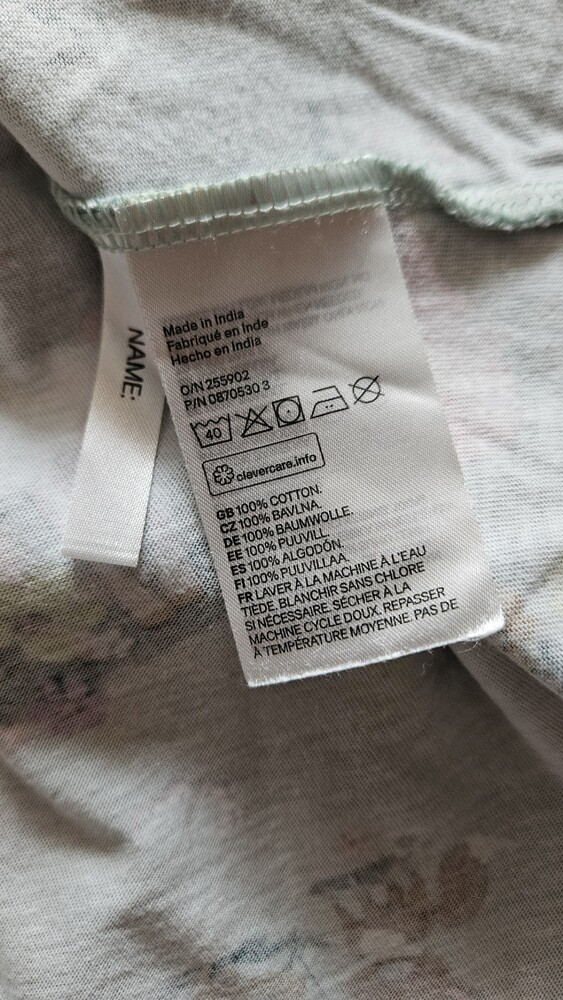 NAME:
Made in India
Fabriqué en Inde
Hecho en India
O/N 255902
P/N 0870530 3
40
clevercare.info
GB 100% COTTON.
CZ 100% BAVLNA.
DE 100% BAUMWOLLE.
EE 100% PUUVILL.
ES 100% ALGODÓN.
FI 100% PUUVILLAA.
FR LAVER À LA MACHINE À L'EAU
TIÈDE. BLANCHIR SANS CHLORE
SI NÉCESSAIRE. SÉCHER À LA
MACHINE CYCLE DOUX. REPASSER
À TEMPÉRATURE MOYENNE. PAS DE